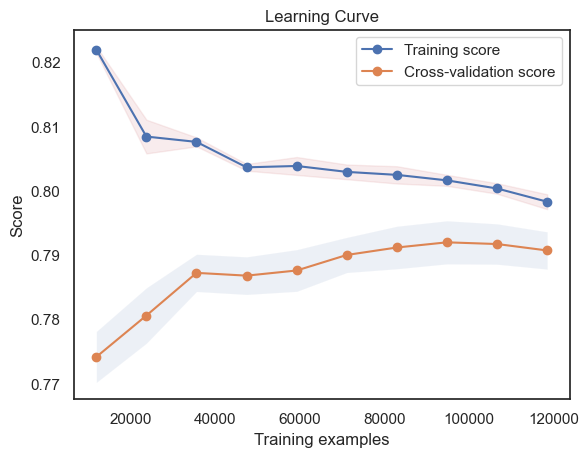 Learning Curve
Training score
Cross-validation score
0.82
0.81
0.80
0.79
0.78
0.77
Score
20000 40000 60000 80000 100000 120000
Training examples